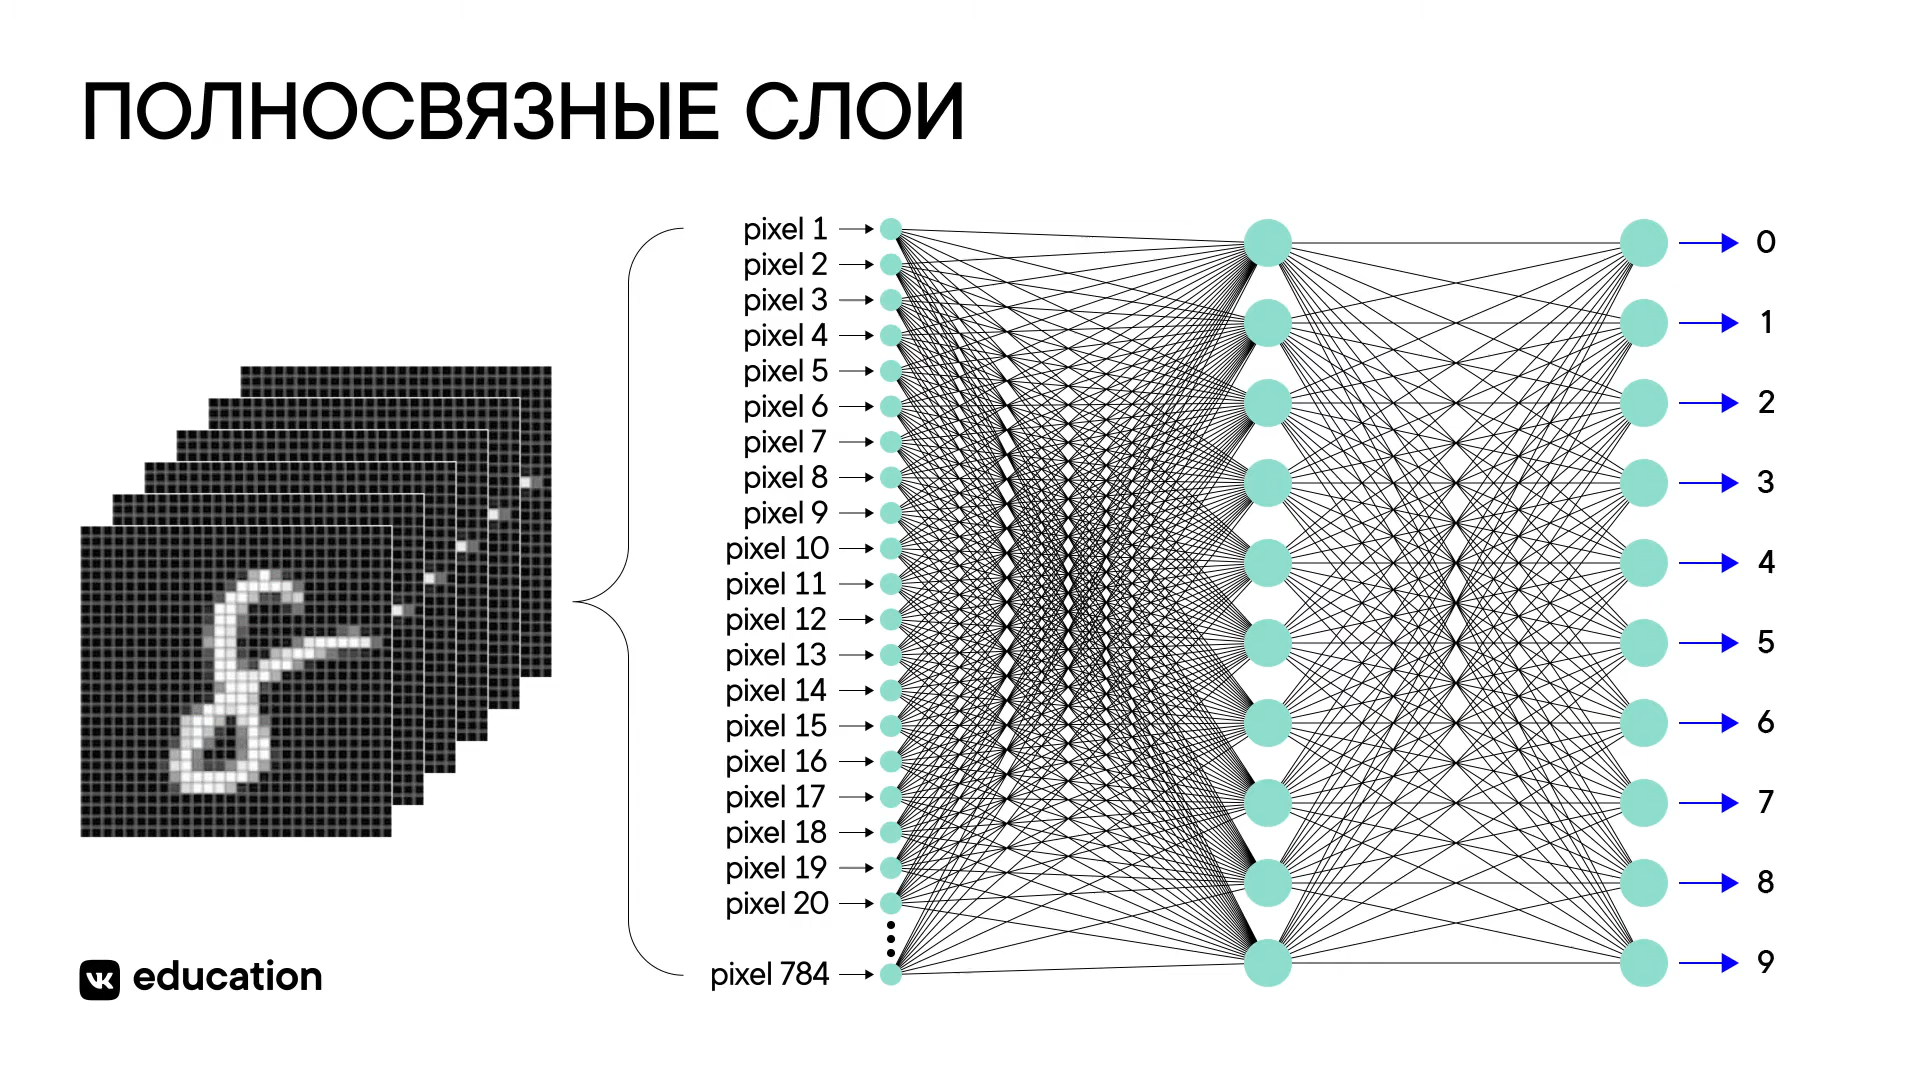 ПОЛНОСВЯЗНЫЕ СЛОИ
pixel 1
pixel 2
pixel 3
pixel 4
pixel 5
pixel 6
pixel 7
pixel 8
pixel 9
pixel 10
pixel 11
pixel 12
pixel 13
pixel 14
pixel 15
pixel 16
pixel 17
pixel 18
pixel 19
pixel 20
pixel 784
0
1
2
3
4
5
6
7
8
9
VK education